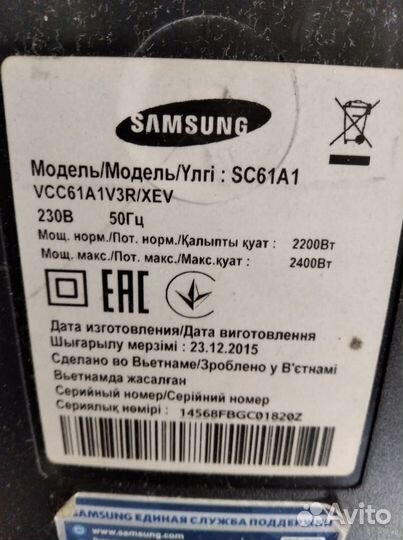 SAMSUNG
Модель/Модель/Үлгі : SC61A1
VCC61A1V3R/XEV
230В 50Гц
Мощ. норм./Пот. норм./Қалыпты қуат : 2200Вт
Мощ. макс./Пот. макс./Макс.қуат : 2400Вт
EAC
Дата изготовления/Дата виготовлення
Шығарылу мерзімі : 23.12.2015
Сделано во Вьетнаме/Зроблено у В'єтнамі
Вьетнамда жасалған
Серийный номер/Серійний номер
Сериялық нөмірі : 14568FBGC01820Z
SAMSUNG ЕДИНАЯ СЛУЖБА ПОДДЕРЖКИ
www.samsung.com
Avito